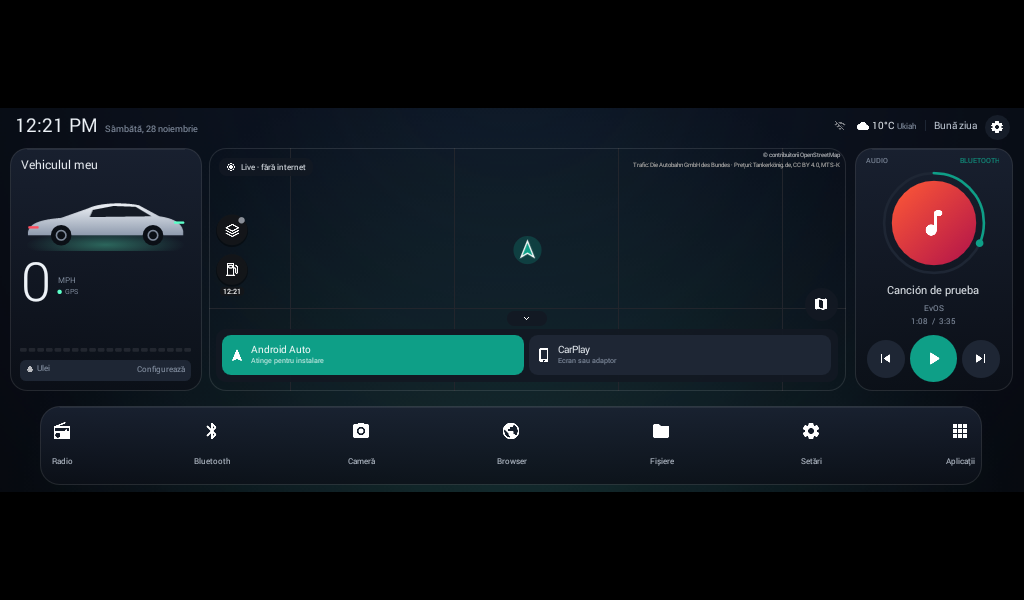 12:21 PM Sâmbătă, 28 noiembrie
10°C Ukiah Bună ziua
Vehiculul meu
0 MPH
GPS
Ulei Configurează
Live · fără internet
© contribuitorii OpenStreetMap
Trafic: Die Autobahn GmbH des Bundes · Prețuri: Tankerkönig.de, CC BY 4.0, MTS-K
12:21
Android Auto
Atinge pentru instalare
CarPlay
Ecran sau adaptor
AUDIO BLUETOOTH
Canción de prueba
EvOS
1:08 / 3:35
Radio Bluetooth Cameră Browser Fișiere Setări Aplicații